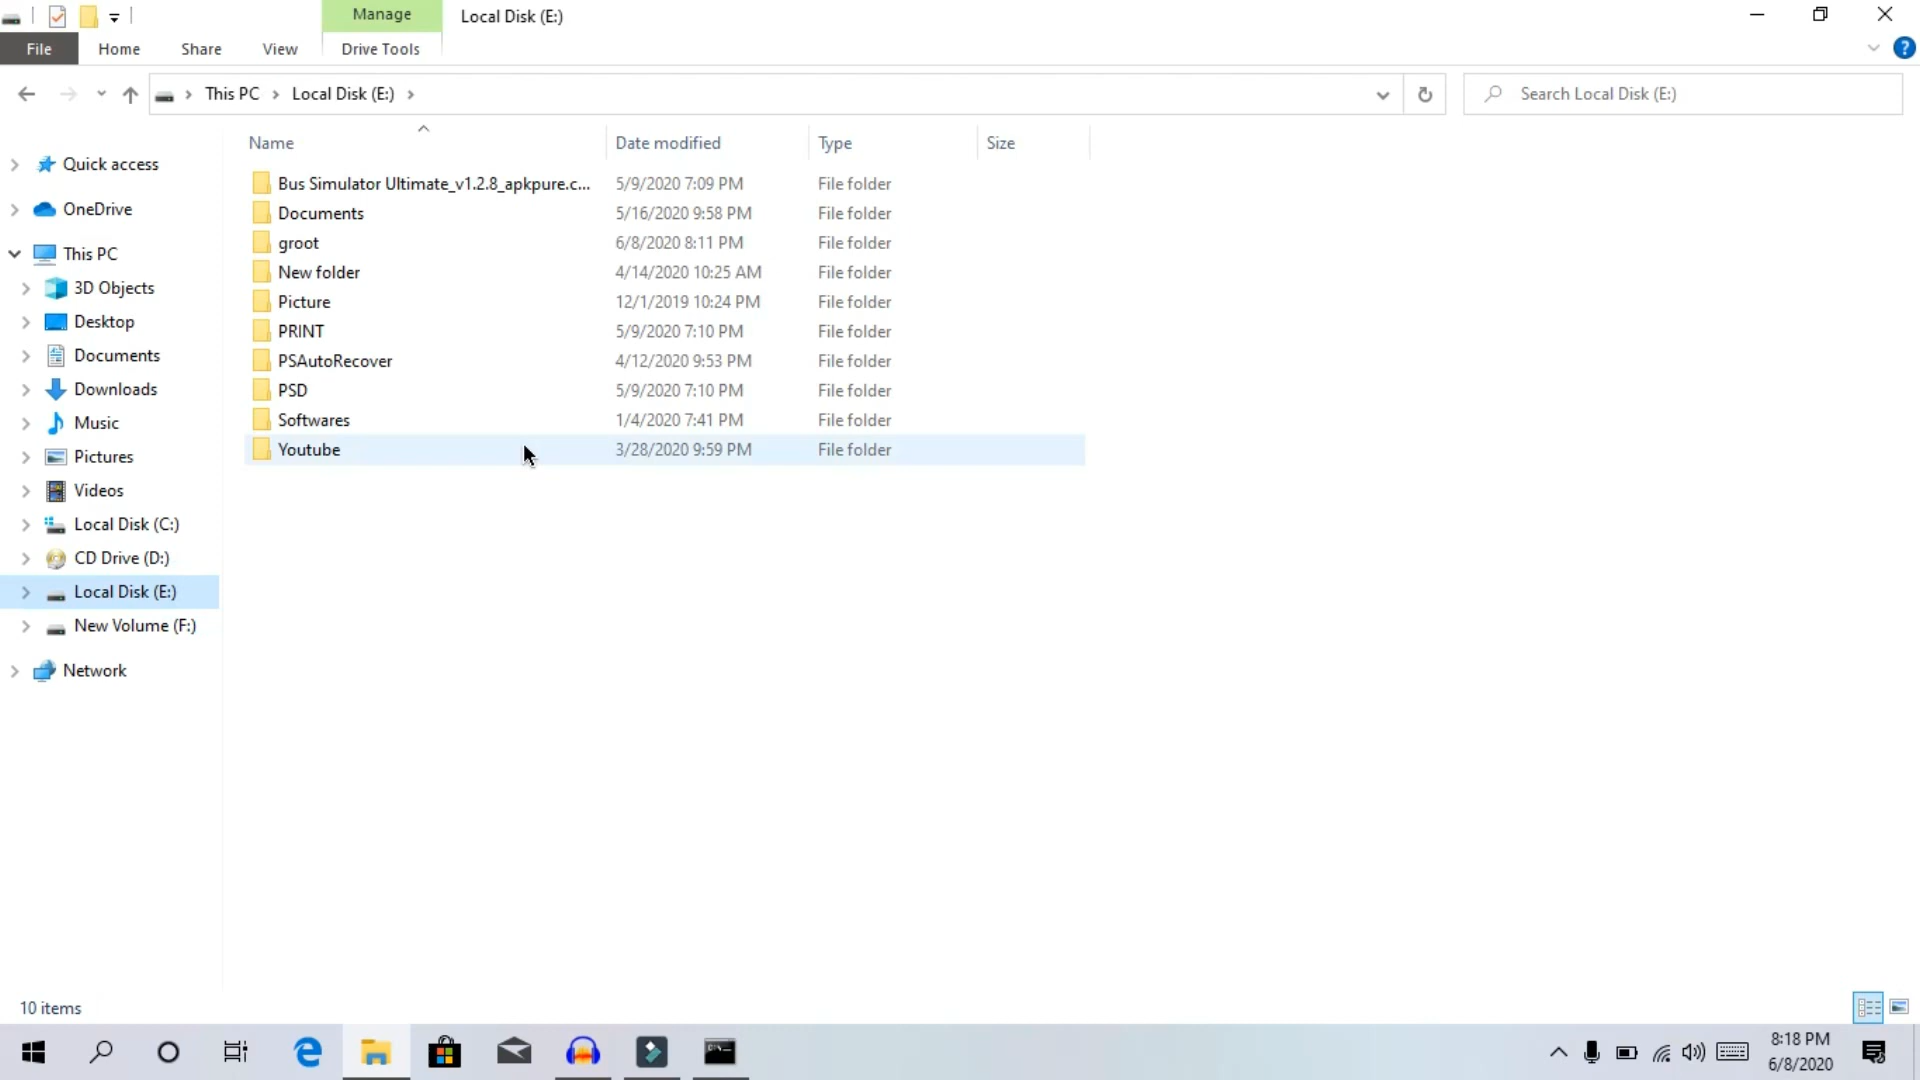 Manage
Local Disk (E:)
File
Home
Share
View
Drive Tools
This PC
Local Disk (E:)
Search Local Disk (E:)
Name
Date modified
Type
Size
Bus Simulator Ultimate_v1.2.8_apkpure.c... 5/9/2020 7:09 PM File folder
Documents 5/16/2020 9:58 PM File folder
groot 6/8/2020 8:11 PM File folder
New folder 4/14/2020 10:25 AM File folder
Picture 12/1/2019 10:24 PM File folder
PRINT 5/9/2020 7:10 PM File folder
PSAutoRecover 4/12/2020 9:53 PM File folder
PSD 5/9/2020 7:10 PM File folder
Softwares 1/4/2020 7:41 PM File folder
Youtube 3/28/2020 9:59 PM File folder
Quick access
OneDrive
This PC
3D Objects
Desktop
Documents
Downloads
Music
Pictures
Videos
Local Disk (C:)
CD Drive (D:)
Local Disk (E:)
New Volume (F:)
Network
10 items
8:18 PM
6/8/2020